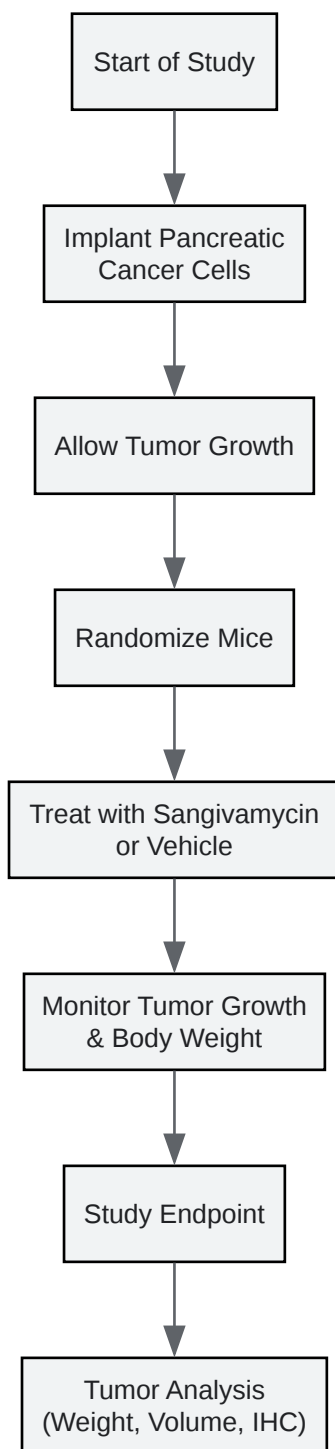 Start of Study
Implant Pancreatic
Cancer Cells
Allow Tumor Growth
Randomize Mice
Treat with Sangivamycin
or Vehicle
Monitor Tumor Growth
& Body Weight
Study Endpoint
Tumor Analysis
(Weight, Volume, IHC)